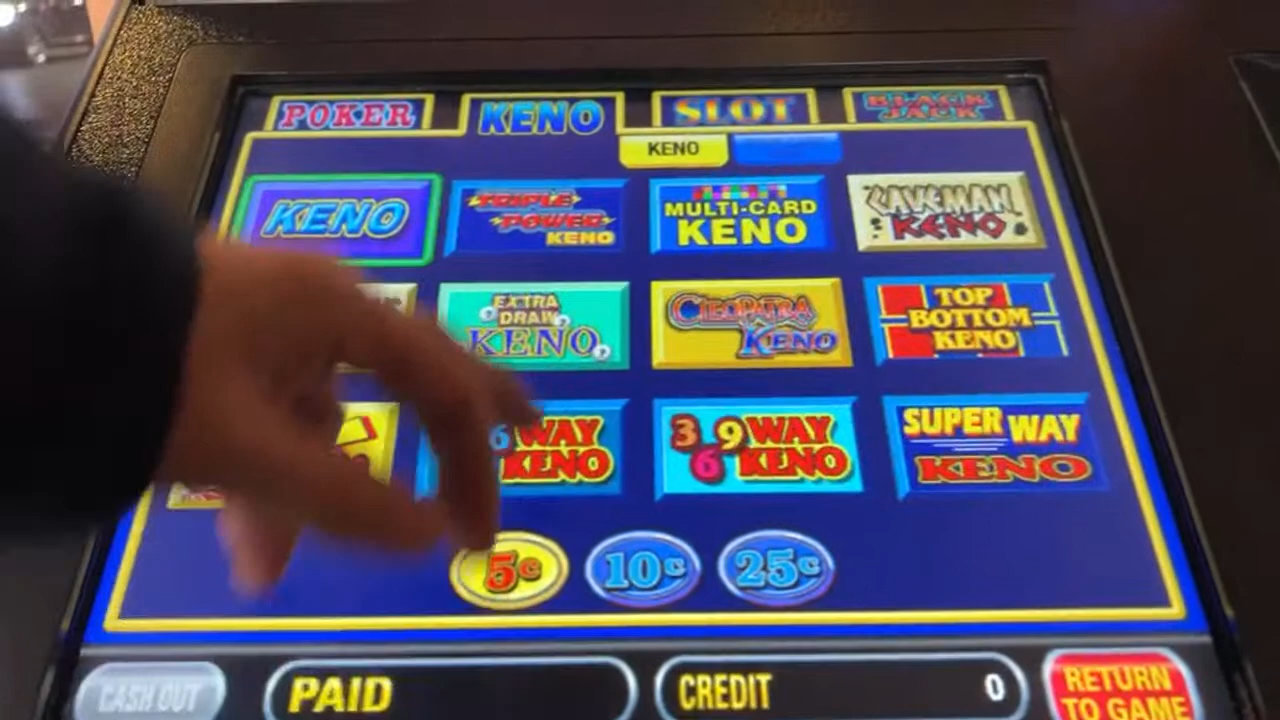 POKER
KENO
SLOT
BLACK
JACK
KENO
KENO
TRIPLE
POWER
KENO
MULTI-CARD
KENO
CAVEMAN
KENO
EXTRA
DRAW
KENO
CLEOPATRA
KENO
TOP
BOTTOM
KENO
6 WAY
KENO
3 6 9 WAY
KENO
SUPER WAY
KENO
5¢
10¢
25¢
CASH OUT
PAID
CREDIT 0
RETURN
TO GAME